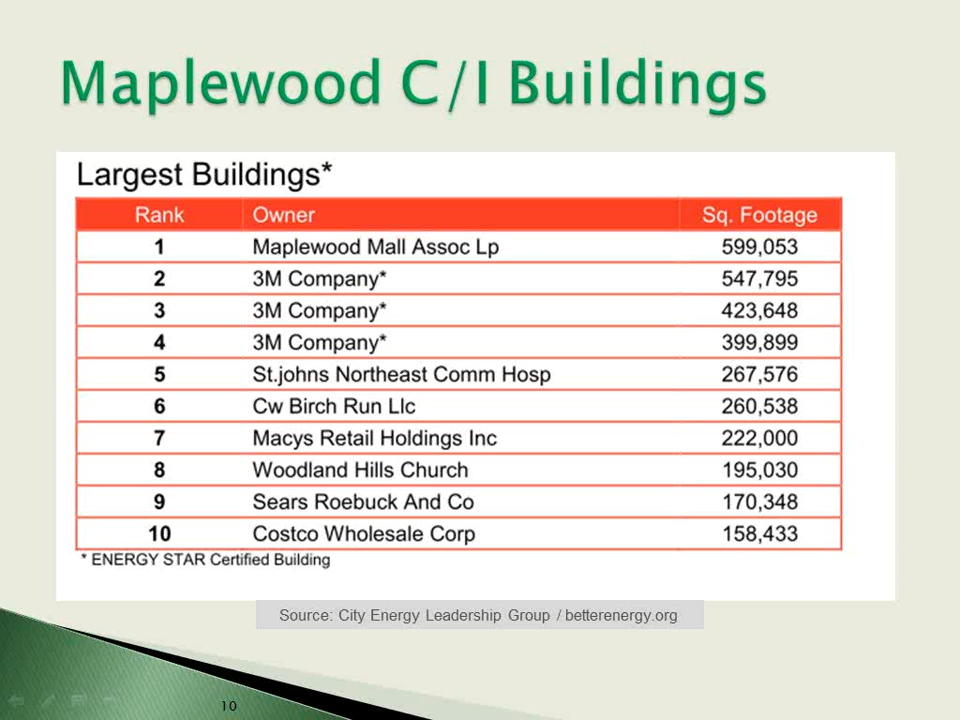 Maplewood C/I Buildings
Largest Buildings*
Rank Owner Sq. Footage
1 Maplewood Mall Assoc Lp 599,053
2 3M Company* 547,795
3 3M Company* 423,648
4 3M Company* 399,899
5 St.johns Northeast Comm Hosp 267,576
6 Cw Birch Run Llc 260,538
7 Macys Retail Holdings Inc 222,000
8 Woodland Hills Church 195,030
9 Sears Roebuck And Co 170,348
10 Costco Wholesale Corp 158,433
* ENERGY STAR Certified Building
Source: City Energy Leadership Group / betterenergy.org
10